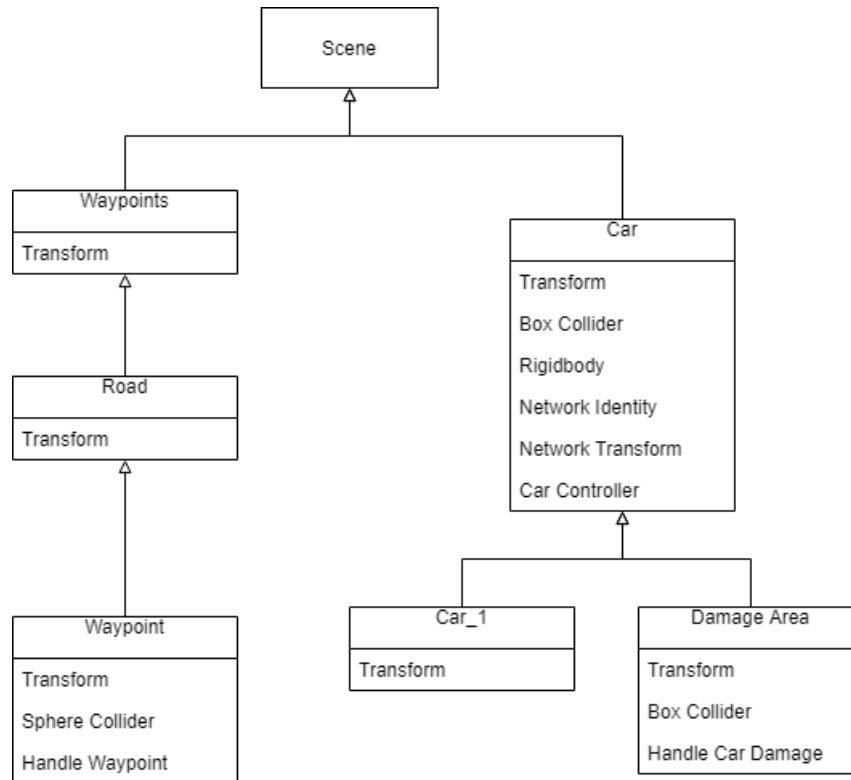 Scene
Waypoints
Transform
Road
Transform
Waypoint
Transform
Sphere Collider
Handle Waypoint
Car
Transform
Box Collider
Rigidbody
Network Identity
Network Transform
Car Controller
Car_1
Transform
Damage Area
Transform
Box Collider
Handle Car Damage